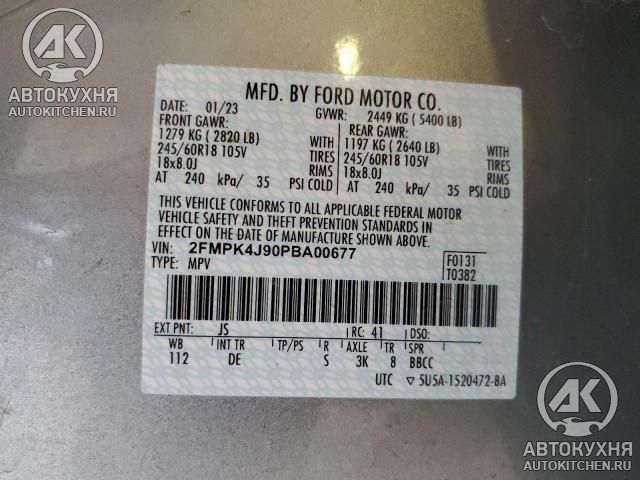 АВТОКУХНЯ
AUTOKITCHEN.RU
АВТОКУХНЯ
AUTOKITCHEN.RU
MFD. BY FORD MOTOR CO.
DATE: 01/23 GVWR: 2449 KG ( 5400 LB)
FRONT GAWR: REAR GAWR:
1279 KG ( 2820 LB) WITH 1197 KG ( 2640 LB) WITH
245/60R18 105V TIRES 245/60R18 105V TIRES
18x8.0J RIMS 18x8.0J RIMS
AT 240 kPa/ 35 PSI COLD AT 240 kPa/ 35 PSI COLD
THIS VEHICLE CONFORMS TO ALL APPLICABLE FEDERAL MOTOR
VEHICLE SAFETY AND THEFT PREVENTION STANDARDS IN
EFFECT ON THE DATE OF MANUFACTURE SHOWN ABOVE.
VIN: 2FMPK4J90PBA00677 F0131
TYPE: MPV T0382
EXT PNT: JS RC: 41 DSO:
WB INT TR TP/PS R AXLE TR SPR
112 DE S 3K 8 BBCC
UTC ▽ 5U5A-1520472-BA
АВТОКУХНЯ
AUTOKITCHEN.RU